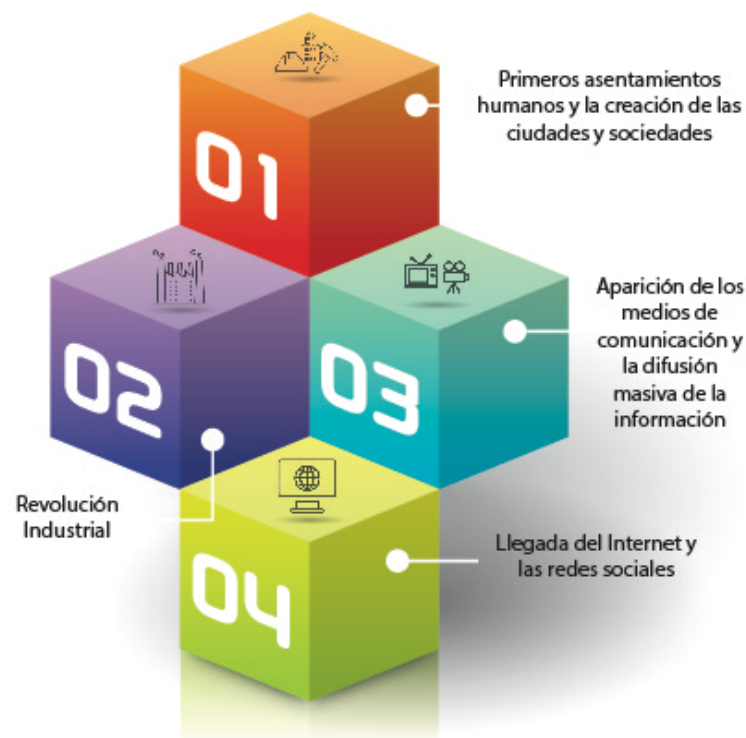 01
Primeros asentamientos
humanos y la creación de las
ciudades y sociedades
02
Revolución
Industrial
03
Aparición de los
medios de
comunicación y
la difusión
masiva de la
información
04
Llegada del Internet y
las redes sociales